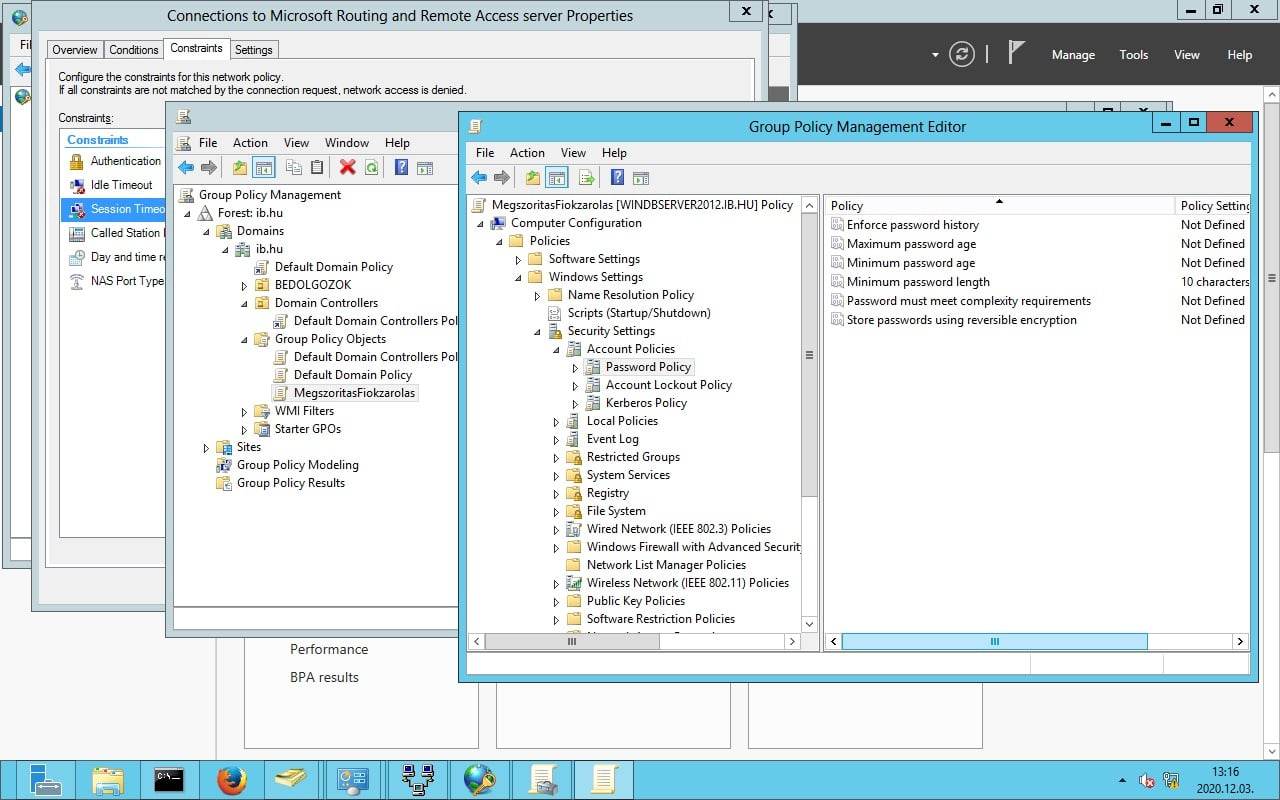 Connections to Microsoft Routing and Remote Access server Properties
Overview
Conditions
Constraints
Settings
Configure the constraints for this network policy.
If all constraints are not matched by the connection request, network access is denied.
Constraints:
Constraints
Authentication
Idle Timeout
Session Timeo
Called Station
Day and time re
NAS Port Type
Manage
Tools
View
Help
File
Action
View
Window
Help
Group Policy Management
Forest: ib.hu
Domains
ib.hu
Default Domain Policy
BEDOLGOZOK
Domain Controllers
Default Domain Controllers Pol
Group Policy Objects
Default Domain Controllers Pol
Default Domain Policy
MegszoritasFiokzarolas
WMI Filters
Starter GPOs
Sites
Group Policy Modeling
Group Policy Results
Group Policy Management Editor
File
Action
View
Help
MegszoritasFiokzarolas [WINDBSERVER2012.IB.HU] Policy
Computer Configuration
Policies
Software Settings
Windows Settings
Name Resolution Policy
Scripts (Startup/Shutdown)
Security Settings
Account Policies
Password Policy
Account Lockout Policy
Kerberos Policy
Local Policies
Event Log
Restricted Groups
System Services
Registry
File System
Wired Network (IEEE 802.3) Policies
Windows Firewall with Advanced Securit
Network List Manager Policies
Wireless Network (IEEE 802.11) Policies
Public Key Policies
Software Restriction Policies
Policy Policy Setting
Enforce password history Not Defined
Maximum password age Not Defined
Minimum password age Not Defined
Minimum password length 10 characters
Password must meet complexity requirements Not Defined
Store passwords using reversible encryption Not Defined
Performance
BPA results
13:16
2020.12.03.